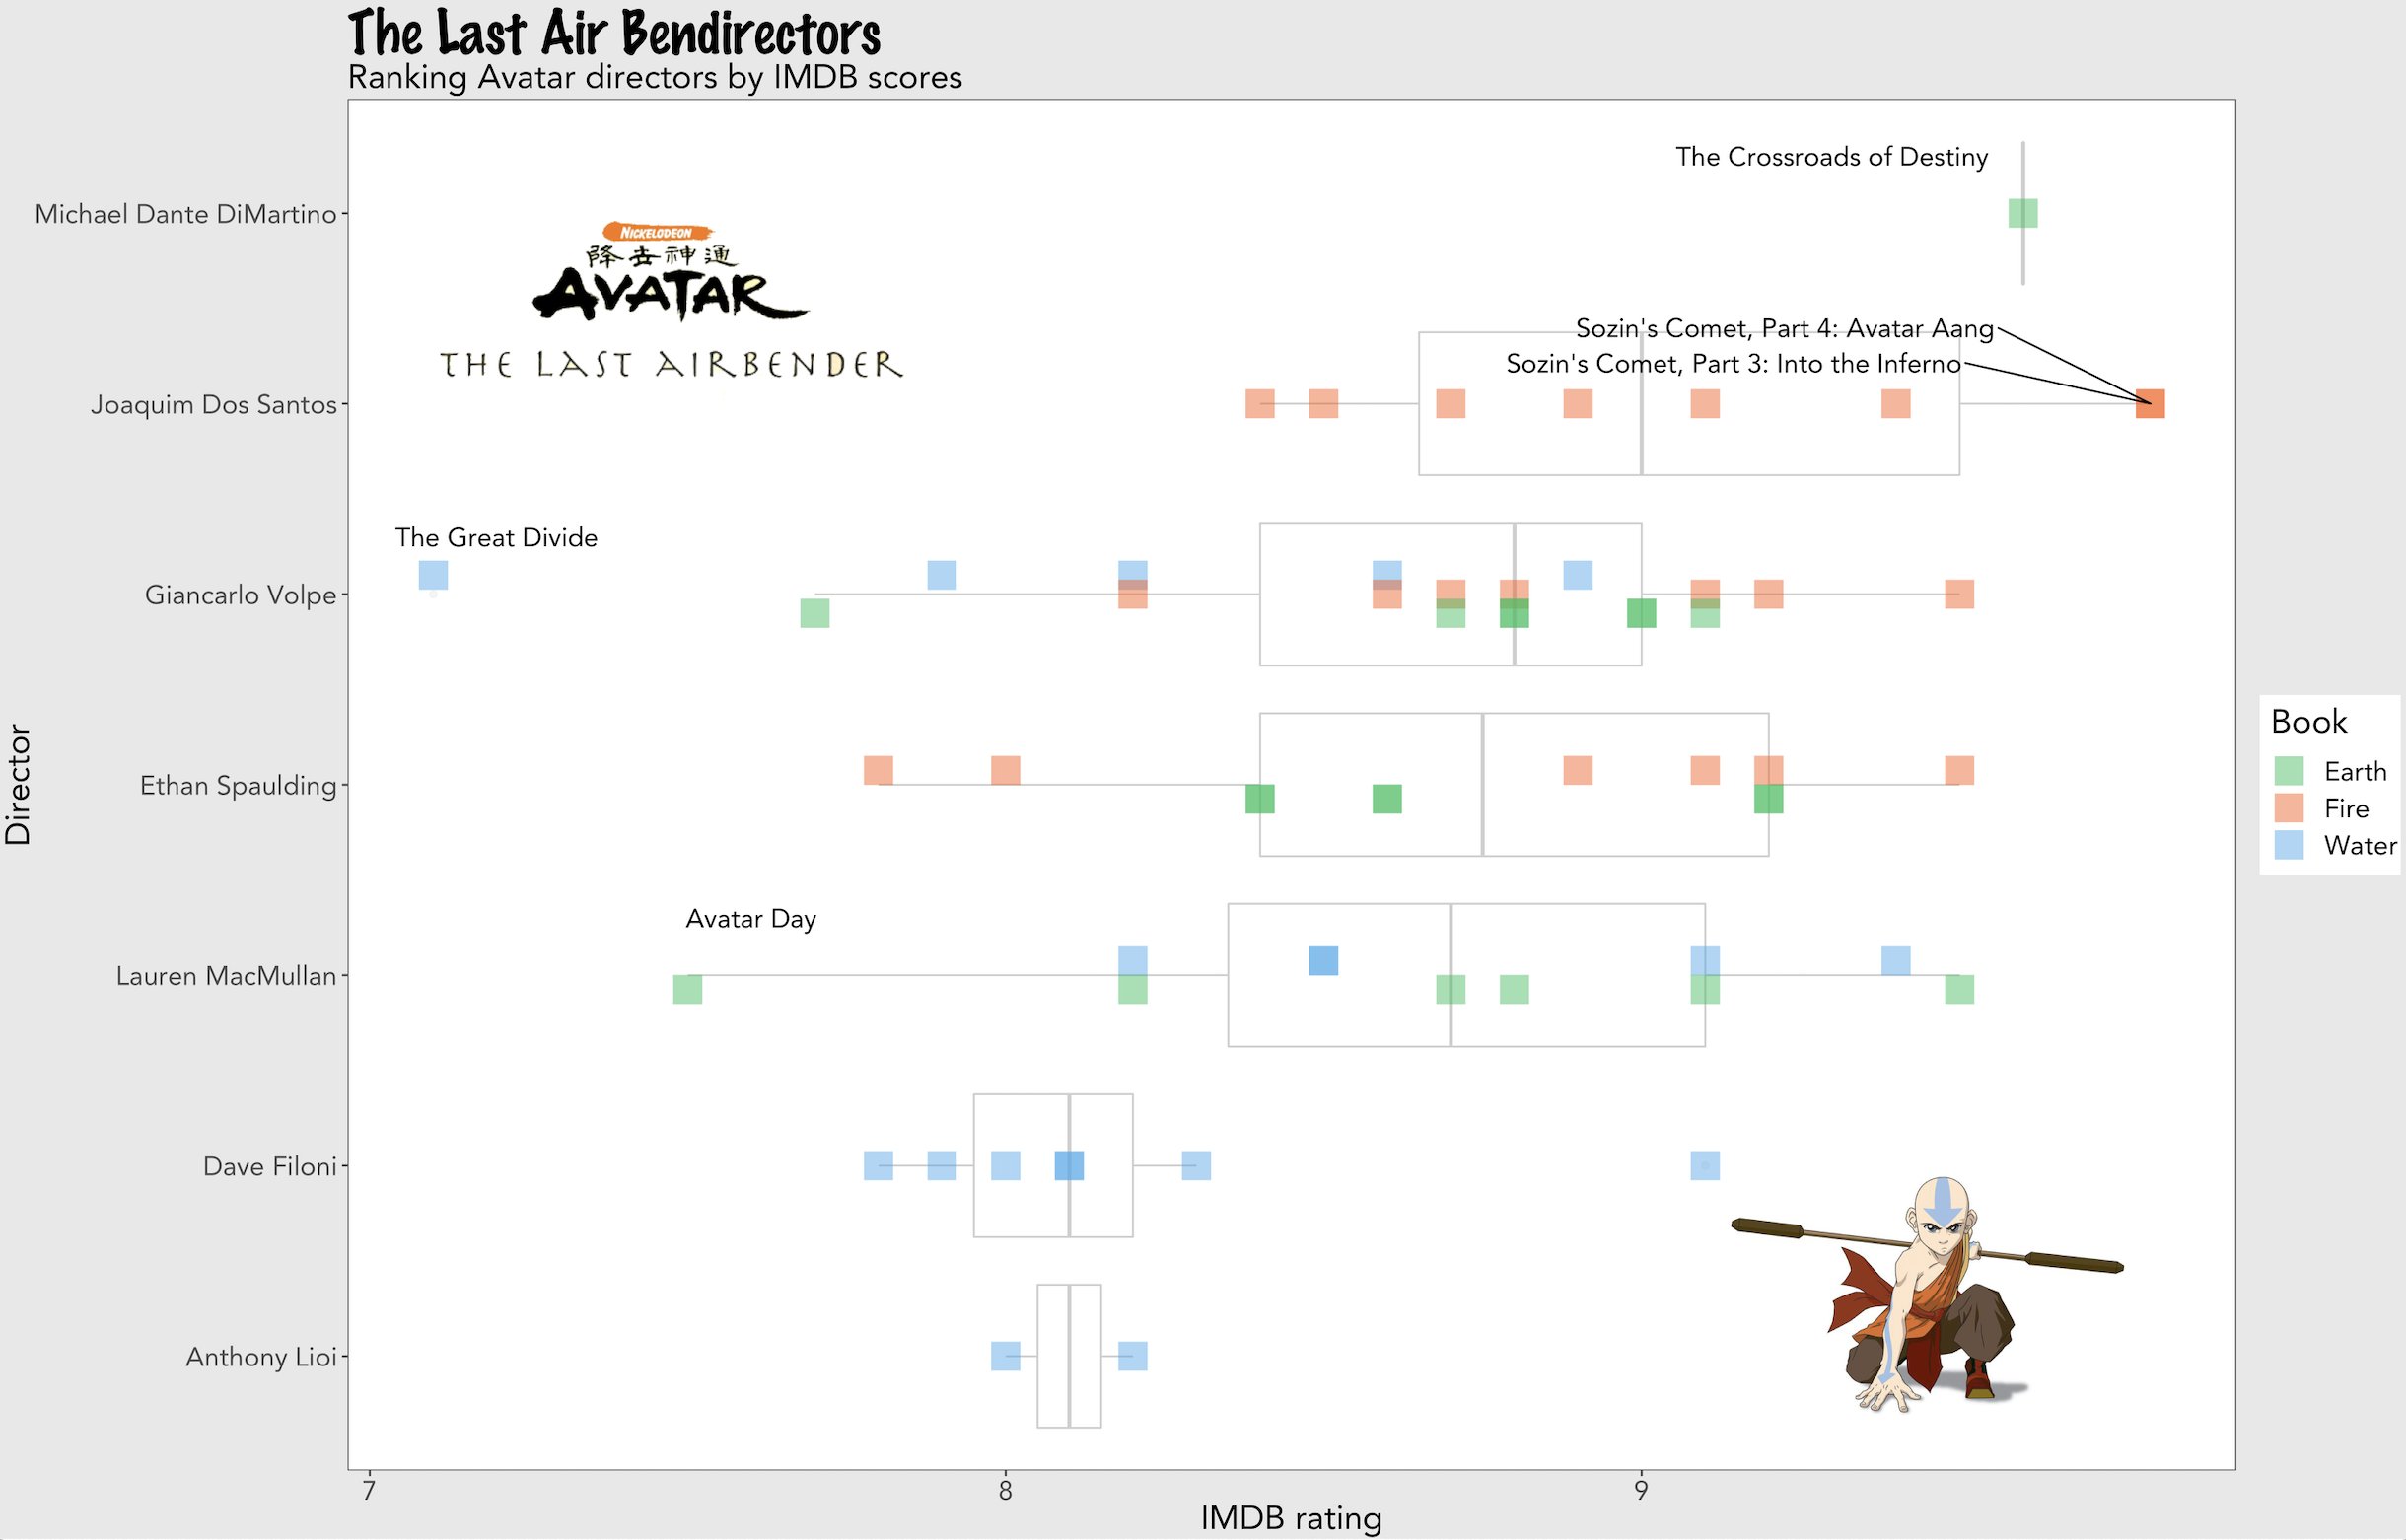 The Last Air Bendirectors
Ranking Avatar directors by IMDB scores
The Crossroads of Destiny
Michael Dante DiMartino
NICKELODEON
降去神通
AVATAR
THE LAST AIRBENDER
Sozin's Comet, Part 4: Avatar Aang
Sozin's Comet, Part 3: Into the Inferno
Joaquim Dos Santos
The Great Divide
Giancarlo Volpe
Director
Ethan Spaulding
Book
Earth
Fire
Water
Avatar Day
Lauren MacMullan
Dave Filoni
Anthony Lioi
7 8 9
IMDB rating